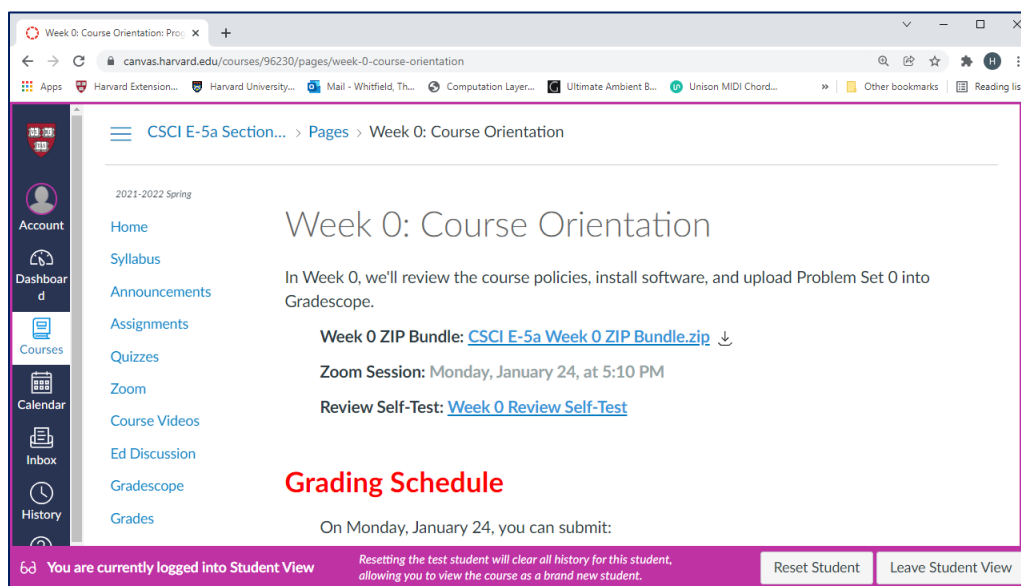 Week 0: Course Orientation: Prog
canvas.harvard.edu/courses/96230/pages/week-0-course-orientation
H
Apps
Harvard Extension...
Harvard University...
Mail - Whitfield, Th...
Computation Layer...
Ultimate Ambient B...
Unison MIDI Chord...
»
Other bookmarks
Reading lis
CSCI E-5a Section... > Pages > Week 0: Course Orientation
Account
Dashboar
d
Courses
Calendar
Inbox
History
2021-2022 Spring
Home
Syllabus
Announcements
Assignments
Quizzes
Zoom
Course Videos
Ed Discussion
Gradescope
Grades
Week 0: Course Orientation
In Week 0, we'll review the course policies, install software, and upload Problem Set 0 into
Gradescope.
Week 0 ZIP Bundle: CSCI E-5a Week 0 ZIP Bundle.zip
Zoom Session: Monday, January 24, at 5:10 PM
Review Self-Test: Week 0 Review Self-Test
Grading Schedule
On Monday, January 24, you can submit:
You are currently logged into Student View
Resetting the test student will clear all history for this student,
allowing you to view the course as a brand new student.
Reset Student
Leave Student View